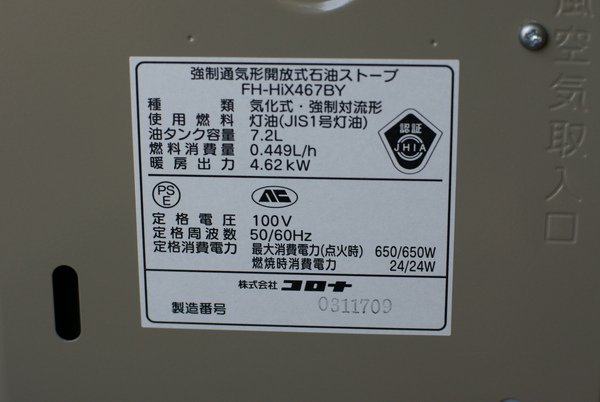 強制通気形開放式石油ストーブ
FH-HiX467BY
種類 気化式・強制対流形
使用燃料 灯油(JIS1号灯油)
油タンク容量 7.2L
燃料消費量 0.449L/h
暖房出力 4.62kW
認証
JHIA
PS
E
定格電圧 100V
定格周波数 50/60Hz
定格消費電力 最大消費電力(点火時) 650/650W
燃焼時消費電力 24/24W
株式会社 コロナ
製造番号 0311709
風空気取入口